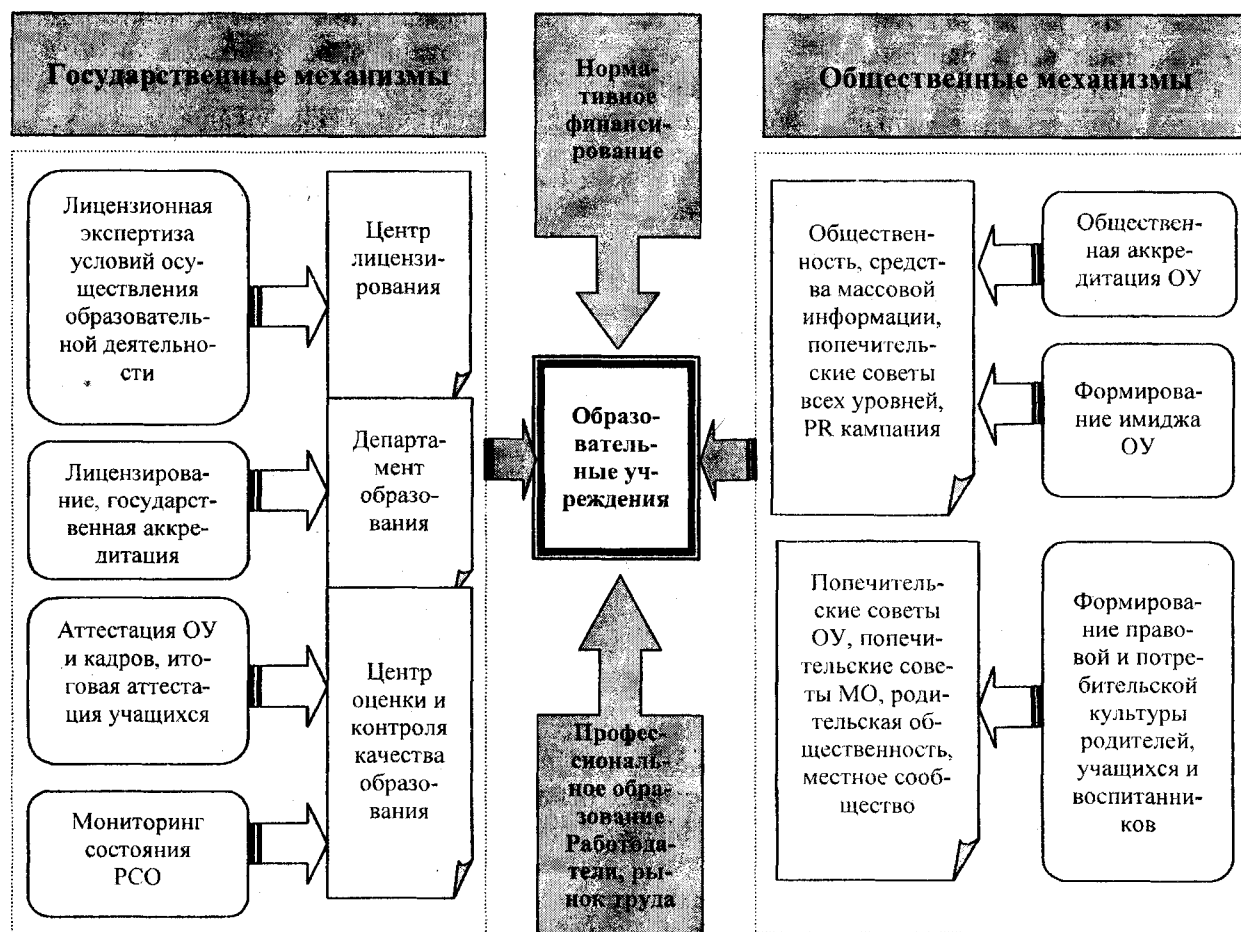 Государственные механизмы
Норма-
тивное
финанси-
рование
Общественные механизмы
Лицензионная
экспертиза
условий осу-
ществления
образователь-
ной деятельно-
сти
Центр
лицензи-
рования
Лицензирова-
ние, государст-
венная аккре-
дитация
Департа-
мент
образо-
вания
Аттестация ОУ
и кадров, ито-
говая аттеста-
ция учащихся
Мониторинг
состояния
РСО
Центр
оценки и
контроля
качества
образо-
вания
Образо-
ватель-
ные уч-
реждения
Профес-
сиональ-
ное обра-
зование
Работода-
тели, ры-
нок труда
Обществен-
ность, средст-
ва массовой
информации,
попечитель-
ские советы
всех уровней,
PR кампания
Обществен-
ная аккре-
дитация ОУ
Формирова-
ние имиджа
ОУ
Попечитель-
ские советы
ОУ, попечи-
тельские сове-
ты МО, роди-
тельская об-
щественность,
местное сооб-
щество
Формирова-
ние право-
вой и потре-
бительской
культуры
родителей,
учащихся и
воспитанни-
ков